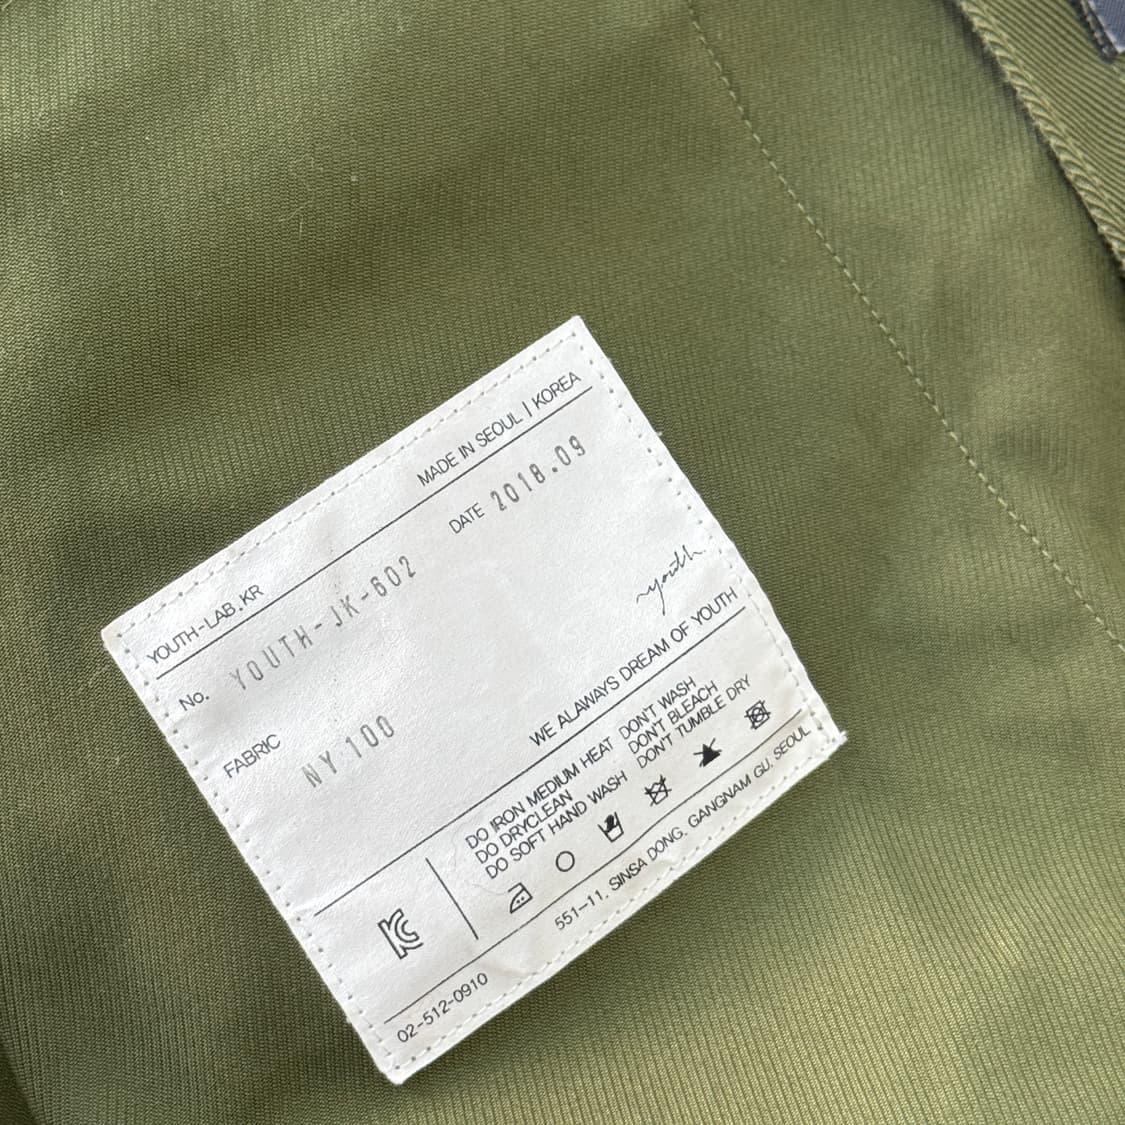 YOUTH-LAB.KR MADE IN SEOUL | KOREA
No. YOUTH-JK-602 DATE 2018.09
FABRIC NY 100
youth.
WE ALAWAYS DREAM OF YOUTH
DO IRON MEDIUM HEAT DON'T WASH
DO DRYCLEAN DON'T BLEACH
DO SOFT HAND WASH DON'T TUMBLE DRY
02-512-0910 551-11. SINSA DONG. GANGNAM GU. SEOUL